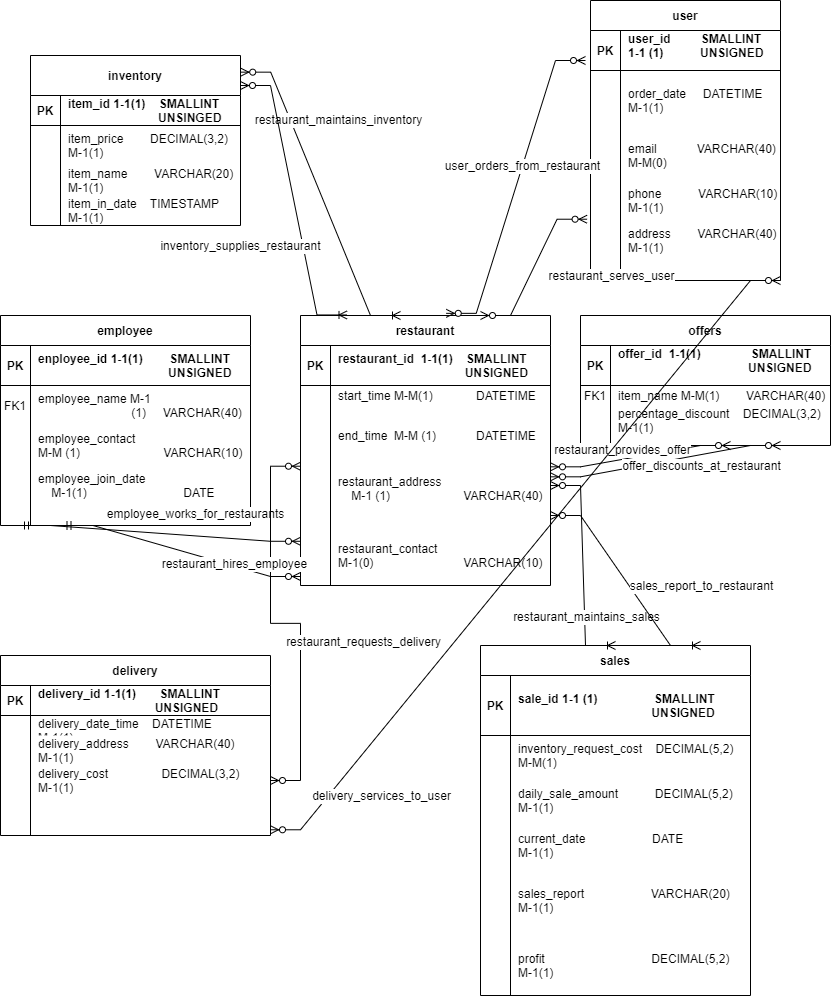 user
PK
user_id SMALLINT
1-1 (1) UNSIGNED
order_date DATETIME
M-1(1)
email VARCHAR(40)
M-M(0)
phone VARCHAR(10)
M-1(1)
address VARCHAR(40)
M-1(1)
inventory
PK
item_id 1-1(1) SMALLINT
UNSINGED
item_price DECIMAL(3,2)
M-1(1)
item_name VARCHAR(20)
M-1(1)
item_in_date TIMESTAMP
M-1(1)
restaurant_maintains_inventory
user_orders_from_restaurant
inventory_supplies_restaurant
restaurant_serves_user
employee
PK
enployee_id 1-1(1) SMALLINT
UNSIGNED
FK1
employee_name M-1
(1) VARCHAR(40)
employee_contact
M-M (1) VARCHAR(10)
employee_join_date
M-1(1) DATE
restaurant
PK
restaurant_id 1-1(1) SMALLINT
UNSIGNED
start_time M-M(1) DATETIME
end_time M-M (1) DATETIME
restaurant_address
M-1 (1) VARCHAR(40)
restaurant_contact
M-1(0) VARCHAR(10)
offers
PK
offer_id 1-1(1) SMALLINT
UNSIGNED
FK1
item_name M-M(1) VARCHAR(40)
percentage_discount DECIMAL(3,2)
M-1(1)
restaurant_provides_offer
offer_discounts_at_restaurant
employee_works_for_restaurants
restaurant_hires_employee
sales_report_to_restaurant
restaurant_maintains_sales
restaurant_requests_delivery
delivery
PK
delivery_id 1-1(1) SMALLINT
UNSIGNED
delivery_date_time DATETIME
delivery_address VARCHAR(40)
M-1(1)
delivery_cost DECIMAL(3,2)
M-1(1)
delivery_services_to_user
sales
PK
sale_id 1-1 (1) SMALLINT
UNSIGNED
inventory_request_cost DECIMAL(5,2)
M-M(1)
daily_sale_amount DECIMAL(5,2)
M-1(1)
current_date DATE
M-1(1)
sales_report VARCHAR(20)
M-1(1)
profit DECIMAL(5,2)
M-1(1)